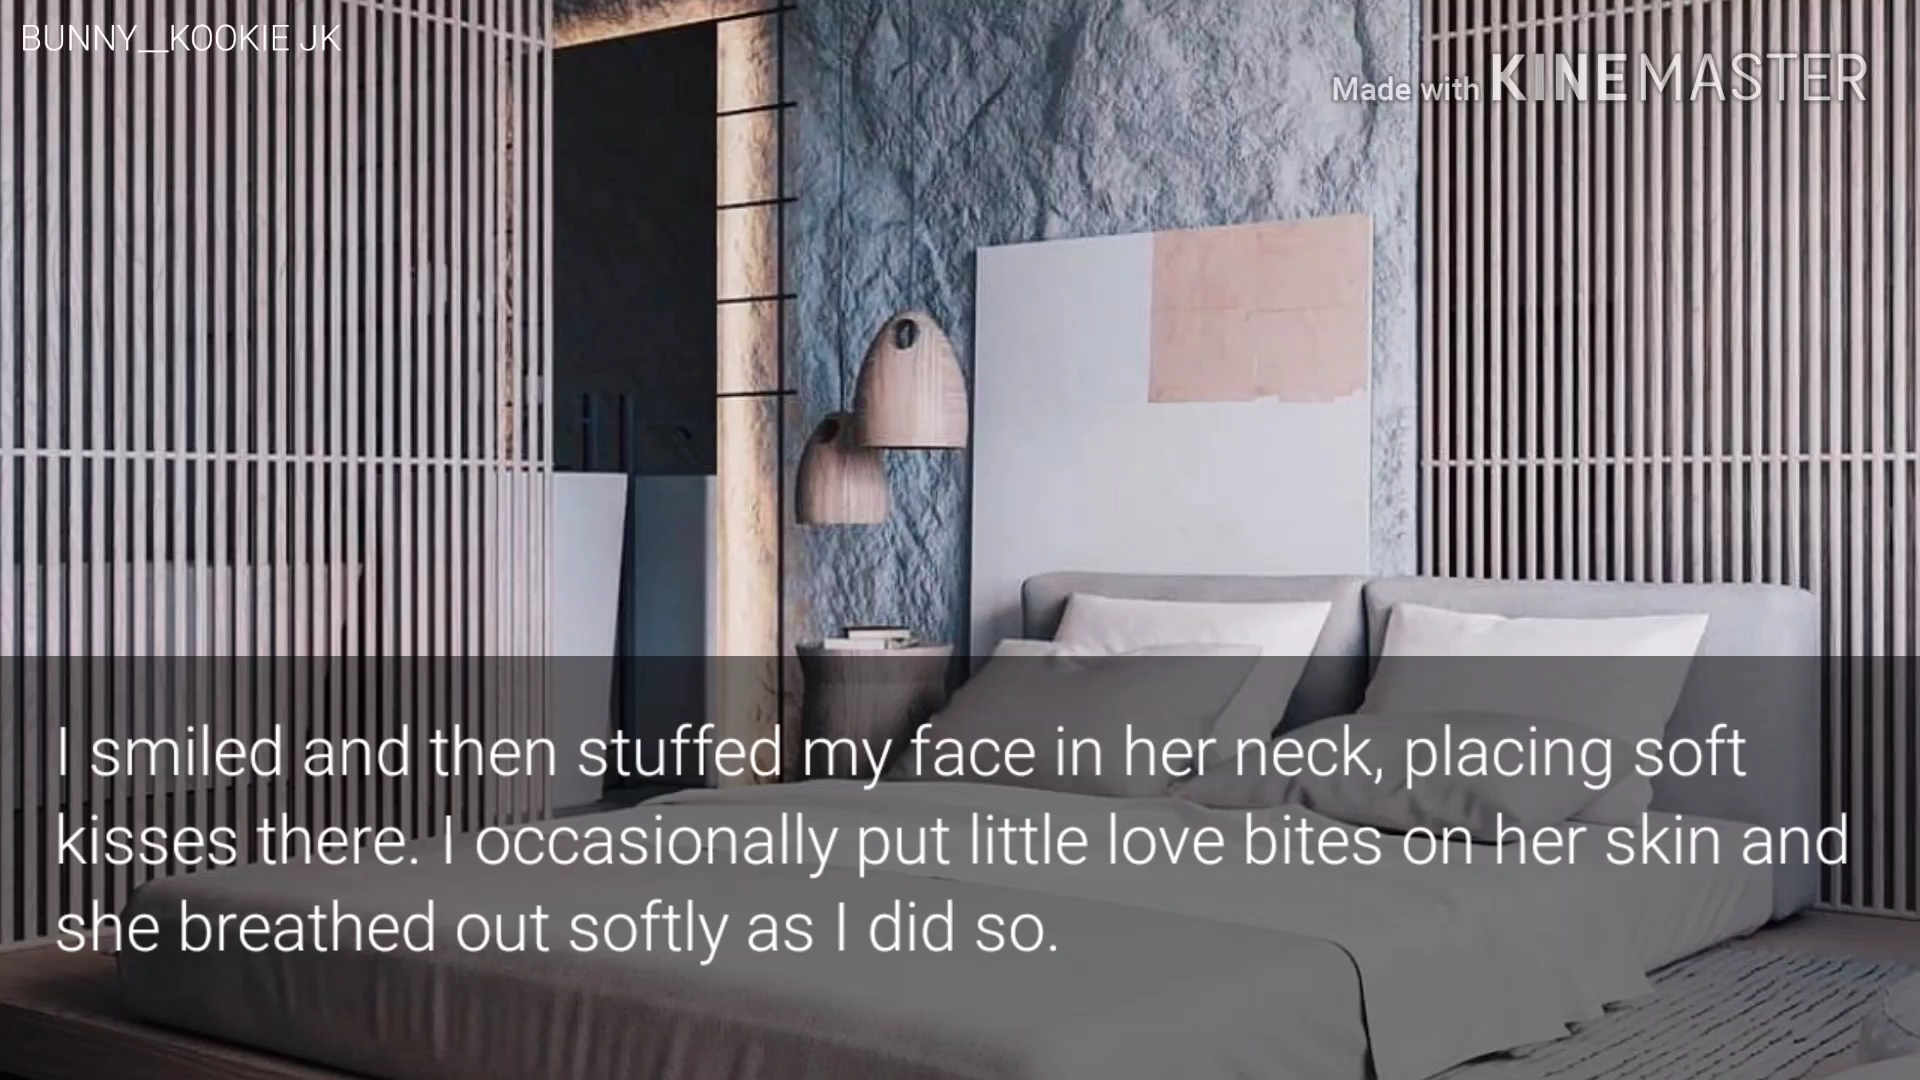 BUNNY__KOOKIE JK
Made with KINEMASTER
I smiled and then stuffed my face in her neck, placing soft
kisses there. I occasionally put little love bites on her skin and
she breathed out softly as I did so.